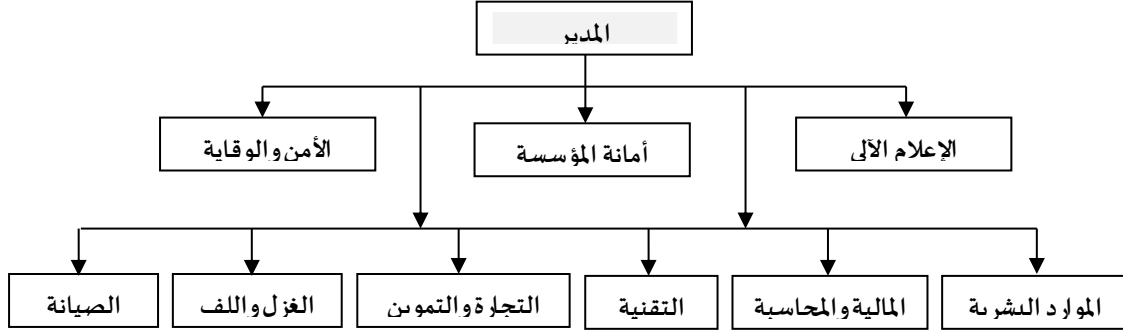 المدير
الإعلام الآلي
أمانة المؤسسة
الأمن والوقاية
الموارد البشرية
المالية والمحاسبة
التقنية
التجارة والتموين
الغزل واللف
الصيانة